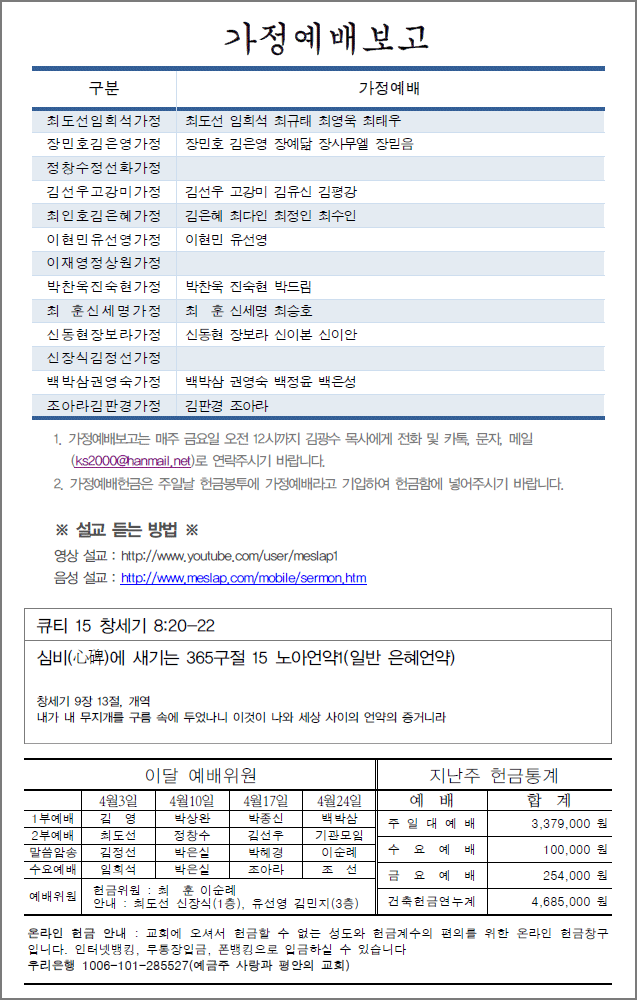 가정예배보고
구분 가정예배
최도선임희석가정 최도선 임희석 최규태 최영욱 최태우
장민호김은영가정 장민호 김은영 장예닮 장사무엘 장믿음
정창수정선화가정
김선우고강미가정 김선우 고강미 김유신 김평강
최인호김은혜가정 김은혜 최다인 최정인 최수인
이현민유선영가정 이현민 유선영
이재영정상원가정
박찬욱진숙현가정 박찬욱 진숙현 박드림
최 훈신세명가정 최 훈 신세명 최승호
신동현장보라가정 신동현 장보라 신이본 신이안
신장식김정선가정
백박삼권영숙가정 백박삼 권영숙 백정윤 백은성
조아라김판경가정 김판경 조아라
1. 가정예배보고는 매주 금요일 오전 12시까지 김광수 목사에게 전화 및 카톡, 문자, 메일
(ks2000@hanmail.net)로 연락주시기 바랍니다.
2. 가정예배헌금은 주일날 헌금봉투에 가정예배라고 기입하여 헌금함에 넣어주시기 바랍니다.
※ 설교 듣는 방법 ※
영상 설교 : http://www.youtube.com/user/meslap1
음성 설교 : http://www.meslap.com/mobile/sermon.htm
큐티 15 창세기 8:20-22
심비(心碑)에 새기는 365구절 15 노아언약1(일반 은혜언약)
창세기 9장 13절, 개역
내가 내 무지개를 구름 속에 두었나니 이것이 나와 세상 사이의 언약의 증거니라
이달 예배위원
4월3일 4월10일 4월17일 4월24일
1부예배 김 영 박상완 박종신 백박삼
2부예배 최도선 정창수 김선우 기관모임
말씀암송 김정선 박은실 박혜경 이순례
수요예배 임희석 박은실 조아라 조 선
예배위원 헌금위원 : 최 훈 이순례
안내 : 최도선 신장식(1층), 유선영 김민지(3층)
지난주 헌금통계
예 배 합 계
주 일 대 예 배 3,379,000 원
수 요 예 배 100,000 원
금 요 예 배 254,000 원
건축헌금연누계 4,685,000 원
온라인 헌금 안내 : 교회에 오셔서 헌금할 수 없는 성도와 헌금계수의 편의를 위한 온라인 헌금창구
입니다. 인터넷뱅킹, 무통장입금, 폰뱅킹으로 입금하실 수 있습니다
우리은행 1006-101-285527(예금주 사랑과 평안의 교회)